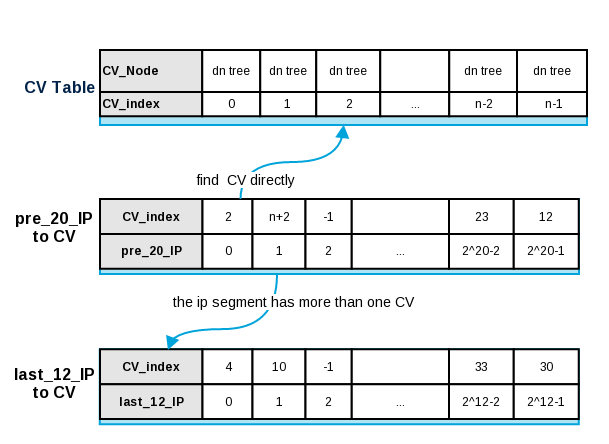 CV Table
CV_Node dn tree dn tree dn tree dn tree dn tree
CV_index 0 1 2 ... n-2 n-1
find CV directly
pre_20_IP
to CV
CV_index 2 n+2 -1 23 12
pre_20_IP 0 1 2 ... 2^20-2 2^20-1
the ip segment has more than one CV
last_12_IP
to CV
CV_index 4 10 -1 33 30
last_12_IP 0 1 2 ... 2^12-2 2^12-1